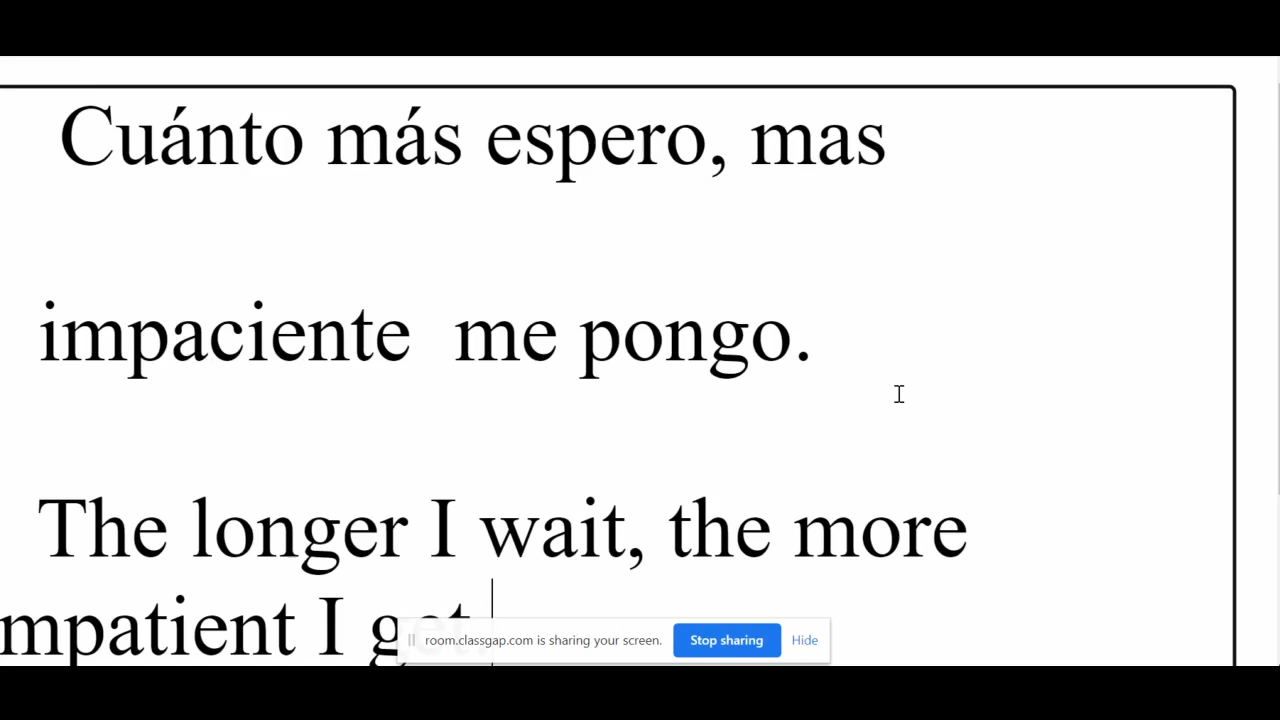 Cuánto más espero, mas
impaciente me pongo.
The longer I wait, the more
mpatient I get.
room.classgap.com is sharing your screen.
Stop sharing
Hide